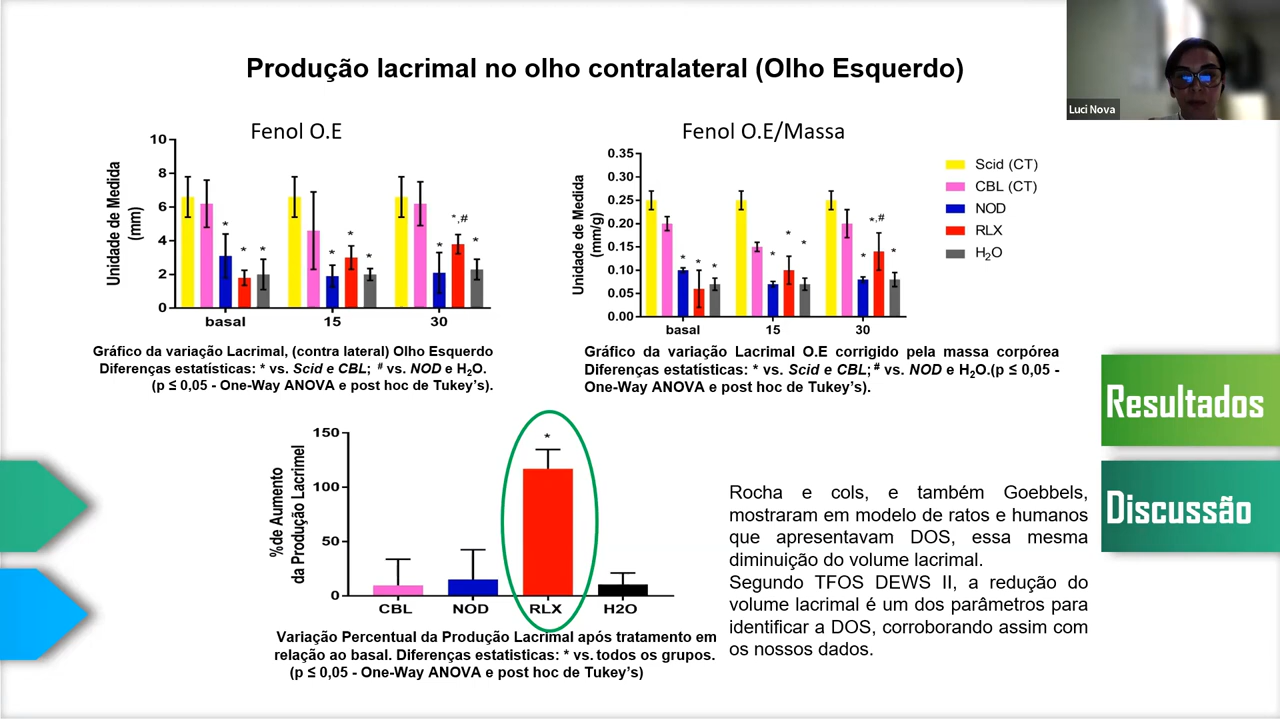 Produção lacrimal no olho contralateral (Olho Esquerdo)
Luci Nova
Fenol O.E
Unidade de Medida
(mm)
10
8
6
4
2
0
*
*
*
*
*
*
*
*,#
*
basal
15
30
Gráfico da variação Lacrimal, (contra lateral) Olho Esquerdo
Diferenças estatísticas: * vs. Scid e CBL; # vs. NOD e H2O.
(p ≤ 0,05 - One-Way ANOVA e post hoc de Tukey’s).
Fenol O.E/Massa
Unidade de Medida
(mm/g)
0.35
0.30
0.25
0.20
0.15
0.10
0.05
0.00
*
*
*
*
*
*
*
*,#
*
basal
15
30
Scid (CT)
CBL (CT)
NOD
RLX
H2O
Gráfico da variação Lacrimal O.E corrigido pela massa corpórea
Diferenças estatísticas: * vs. Scid e CBL; # vs. NOD e H2O.(p ≤ 0,05 -
One-Way ANOVA e post hoc de Tukey’s).
%de Aumento
da Produção Lacrimel
150
100
50
0
*
CBL
NOD
RLX
H2O
Variação Percentual da Produção Lacrimal após tratamento em
relação ao basal. Diferenças estatisticas: * vs. todos os grupos.
(p ≤ 0,05 - One-Way ANOVA e post hoc de Tukey’s)
Rocha e cols, e também Goebbels,
mostraram em modelo de ratos e humanos
que apresentavam DOS, essa mesma
diminuição do volume lacrimal.
Segundo TFOS DEWS II, a redução do
volume lacrimal é um dos parâmetros para
identificar a DOS, corroborando assim com
os nossos dados.
Resultados
Discussão